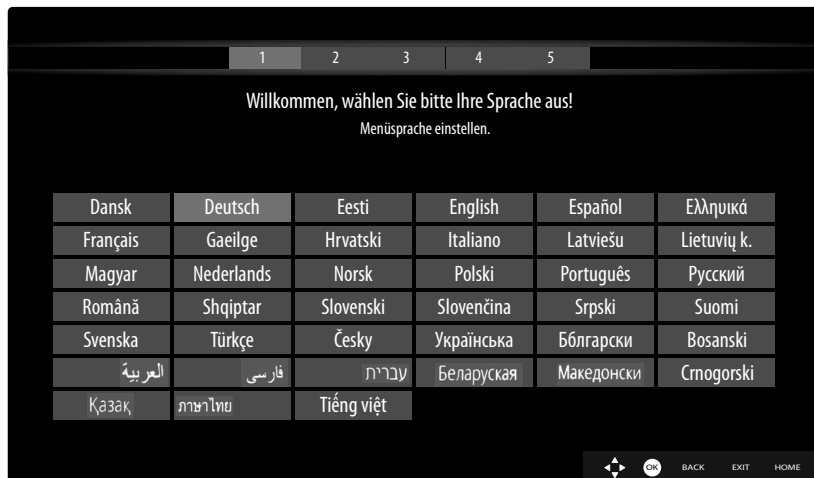 1 2 3 4 5
Willkommen, wählen Sie bitte Ihre Sprache aus!
Menüsprache einstellen.
Dansk Deutsch Eesti English Español Ελληυικά
Français Gaeilge Hrvatski Italiano Latviešu Lietuvių k.
Magyar Nederlands Norsk Polski Português Русский
Română Shqiptar Slovenski Slovenčina Srpski Suomi
Svenska Türkçe Česky Українська Бблгарски Bosanski
العربية فارسی עברית Беларуская Македонски Crnogorski
Қазақ ภาษาไทย Tiếng việt
OK BACK EXIT HOME